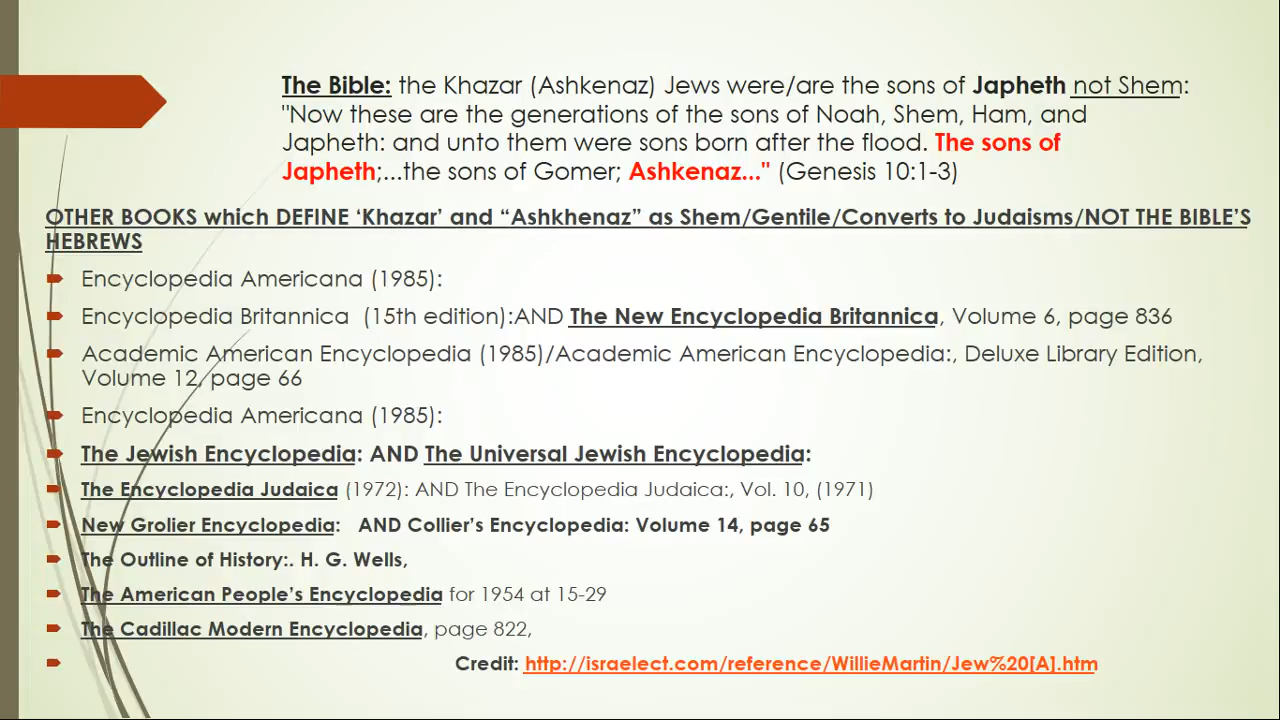 The Bible: the Khazar (Ashkenaz) Jews were/are the sons of Japheth not Shem:
"Now these are the generations of the sons of Noah, Shem, Ham, and
Japheth: and unto them were sons born after the flood. The sons of
Japheth;...the sons of Gomer; Ashkenaz..." (Genesis 10:1-3)
OTHER BOOKS which DEFINE ‘Khazar’ and “Ashkhenaz” as Shem/Gentile/Converts to Judaisms/NOT THE BIBLE’S
HEBREWS
Encyclopedia Americana (1985):
Encyclopedia Britannica (15th edition):AND The New Encyclopedia Britannica, Volume 6, page 836
Academic American Encyclopedia (1985)/Academic American Encyclopedia:, Deluxe Library Edition,
Volume 12, page 66
Encyclopedia Americana (1985):
The Jewish Encyclopedia: AND The Universal Jewish Encyclopedia:
The Encyclopedia Judaica (1972): AND The Encyclopedia Judaica:, Vol. 10, (1971)
New Grolier Encyclopedia: AND Collier’s Encyclopedia: Volume 14, page 65
The Outline of History:. H. G. Wells,
The American People’s Encyclopedia for 1954 at 15-29
The Cadillac Modern Encyclopedia, page 822,
Credit: http://israelect.com/reference/WillieMartin/Jew%20[A].htm